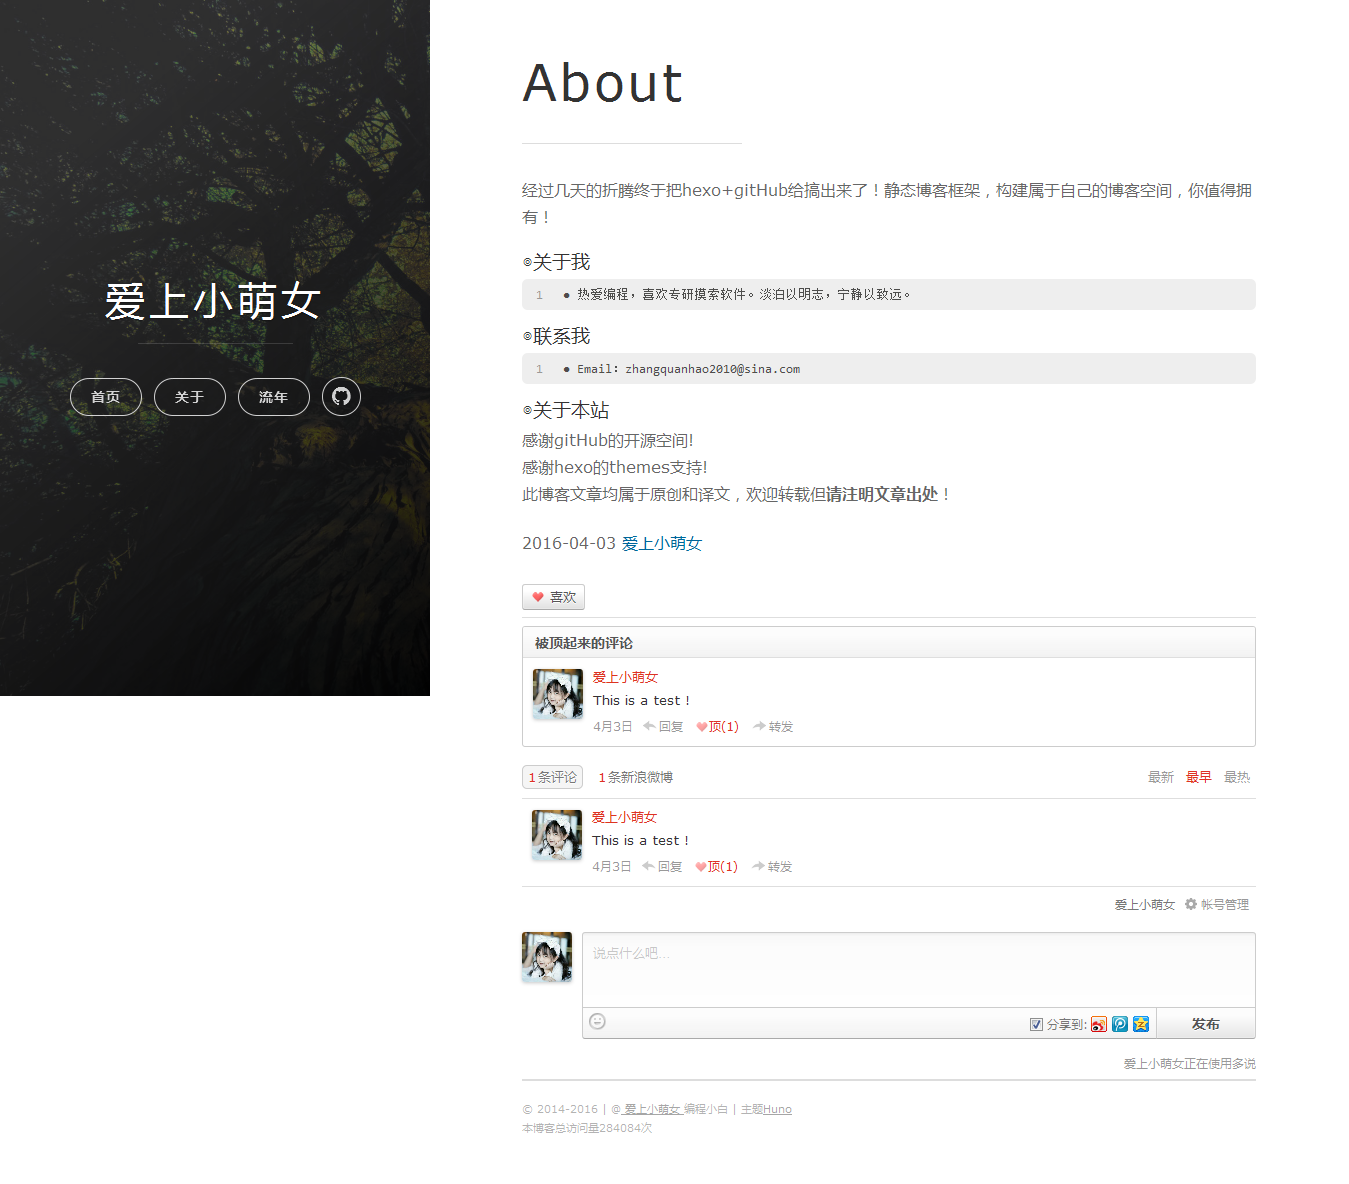 爱上小萌女
首页 关于 流年
About
经过几天的折腾终于把hexo+gitHub给搞出来了！静态博客框架，构建属于自己的博客空间，你值得拥
有！
◎关于我
1 ● 热爱编程，喜欢专研摸索软件。淡泊以明志，宁静以致远。
◎联系我
1 ● Email：zhangquanhao2010@sina.com
◎关于本站
感谢gitHub的开源空间!
感谢hexo的themes支持!
此博客文章均属于原创和译文，欢迎转载但请注明文章出处！
2016-04-03 爱上小萌女
喜欢
被顶起来的评论
爱上小萌女
This is a test !
4月3日 回复 顶(1) 转发
1条评论 1条新浪微博 最新 最早 最热
爱上小萌女
This is a test !
4月3日 回复 顶(1) 转发
爱上小萌女 帐号管理
说点什么吧...
分享到: 发布
爱上小萌女正在使用多说
© 2014-2016 | @ 爱上小萌女 编程小白 | 主题Huno
本博客总访问量284084次